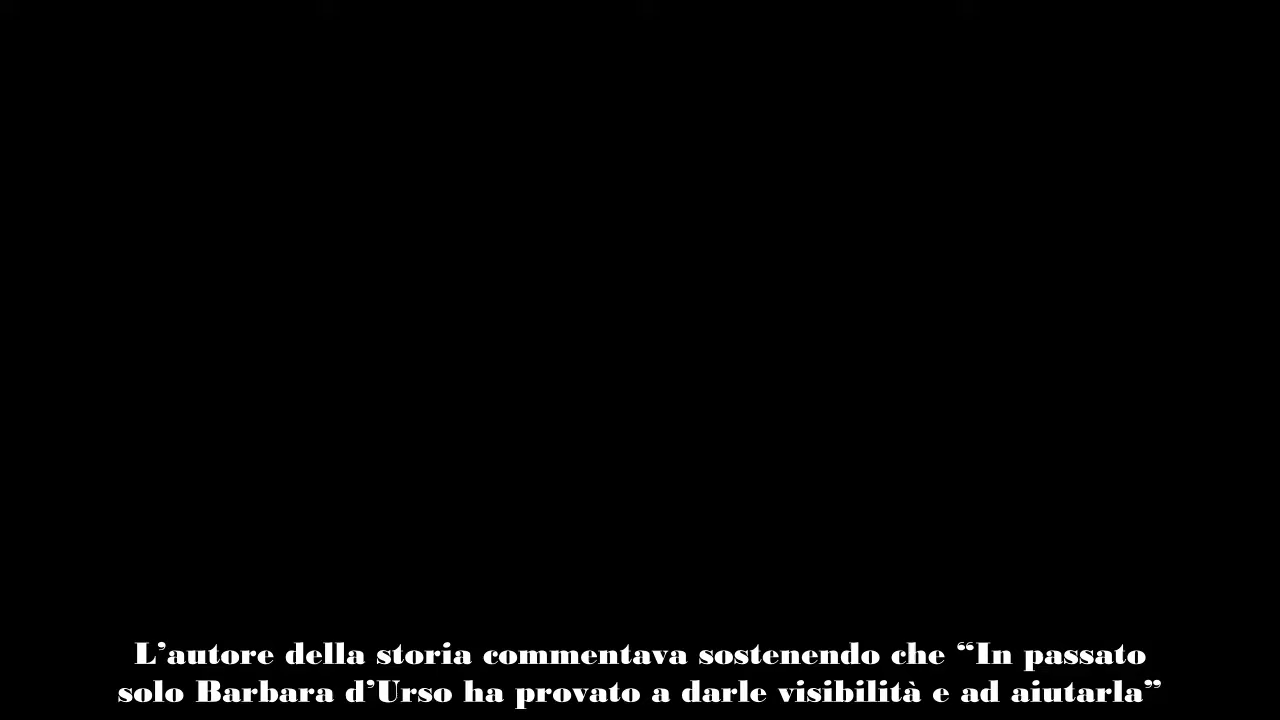 L’autore della storia commentava sostenendo che “In passato
solo Barbara d’Urso ha provato a darle visibilità e ad aiutarla”